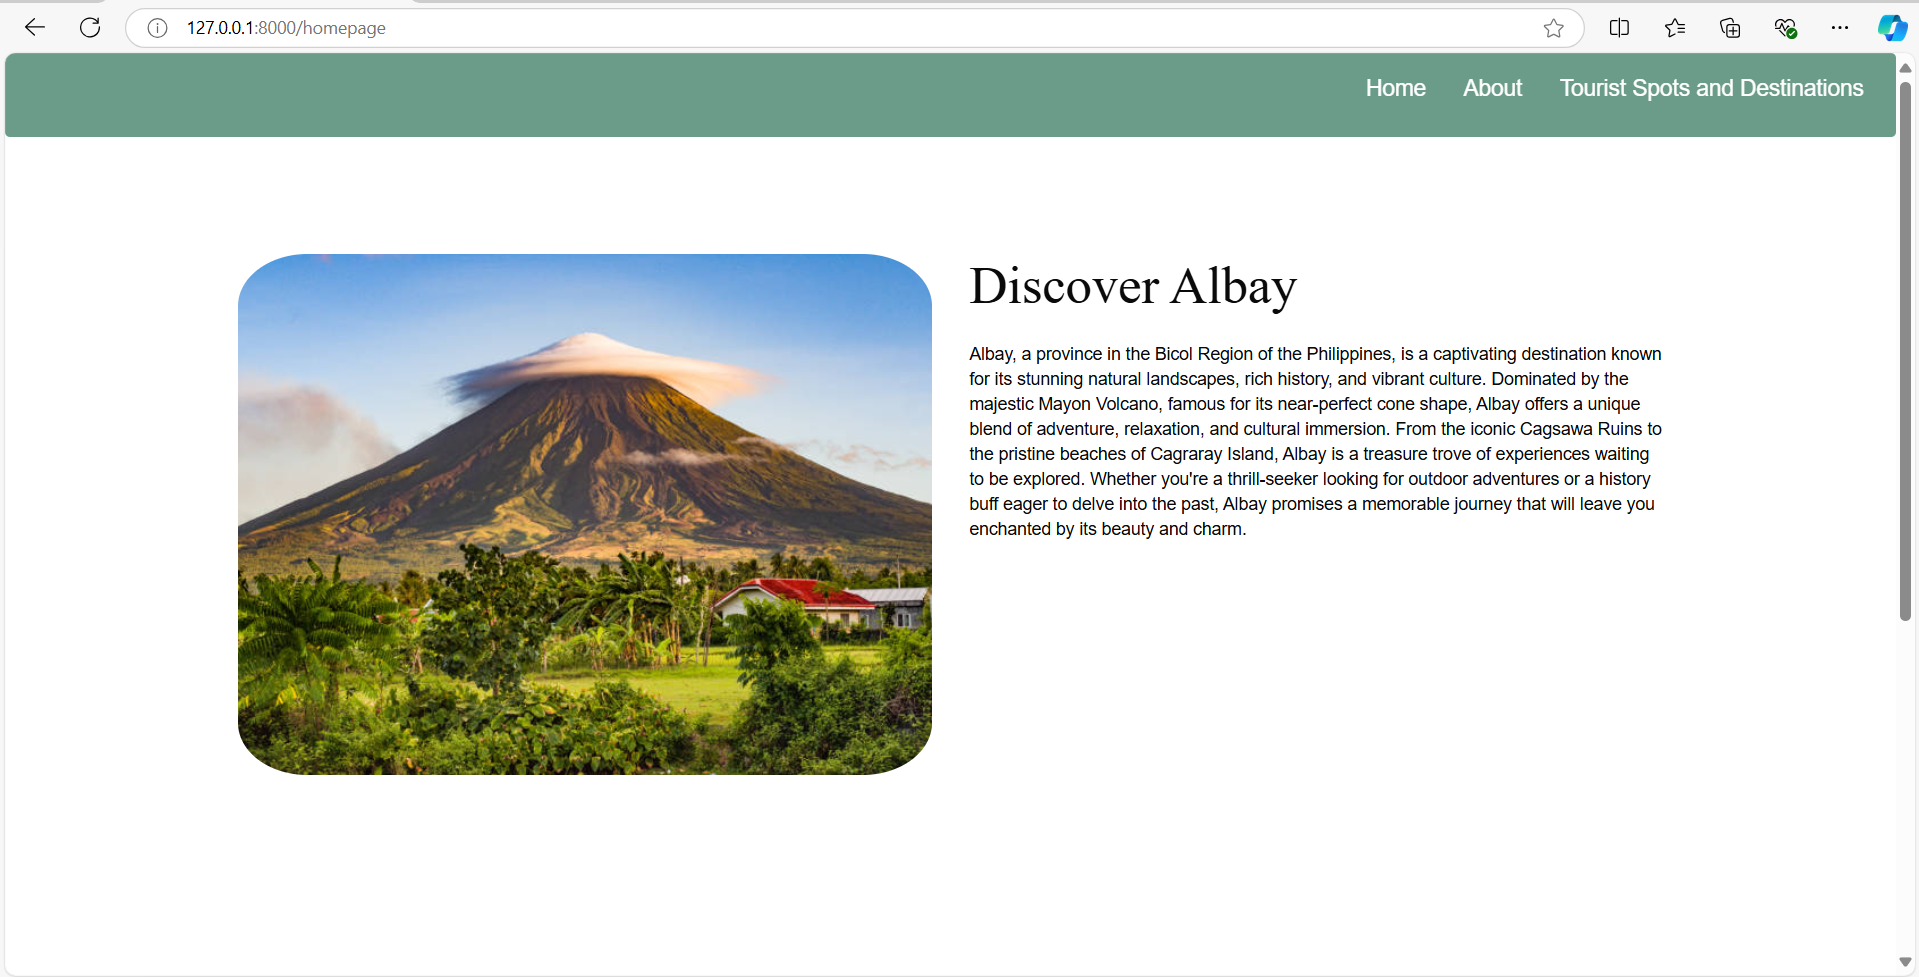 127.0.0.1:8000/homepage
Home About Tourist Spots and Destinations
Discover Albay
Albay, a province in the Bicol Region of the Philippines, is a captivating destination known
for its stunning natural landscapes, rich history, and vibrant culture. Dominated by the
majestic Mayon Volcano, famous for its near-perfect cone shape, Albay offers a unique
blend of adventure, relaxation, and cultural immersion. From the iconic Cagsawa Ruins to
the pristine beaches of Cagraray Island, Albay is a treasure trove of experiences waiting
to be explored. Whether you're a thrill-seeker looking for outdoor adventures or a history
buff eager to delve into the past, Albay promises a memorable journey that will leave you
enchanted by its beauty and charm.